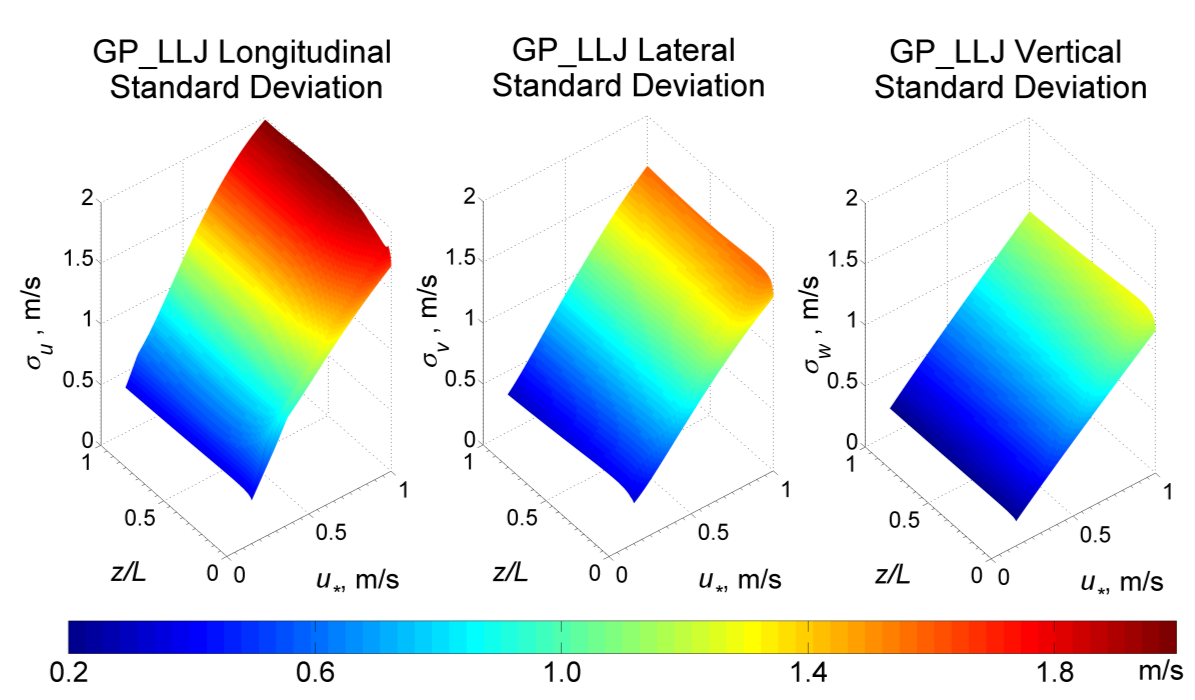 GP_LLJ Longitudinal
Standard Deviation
GP_LLJ Lateral
Standard Deviation
GP_LLJ Vertical
Standard Deviation
2
1.5
1
0.5
0
σu , m/s
1
0.5
0
z/L
0
0.5
1
u*, m/s
2
1.5
1
0.5
0
σv , m/s
1
0.5
0
z/L
0
0.5
1
u*, m/s
2
1.5
1
0.5
0
σw , m/s
1
0.5
0
z/L
0
0.5
1
u*, m/s
0.2 0.6 1.0 1.4 1.8 m/s